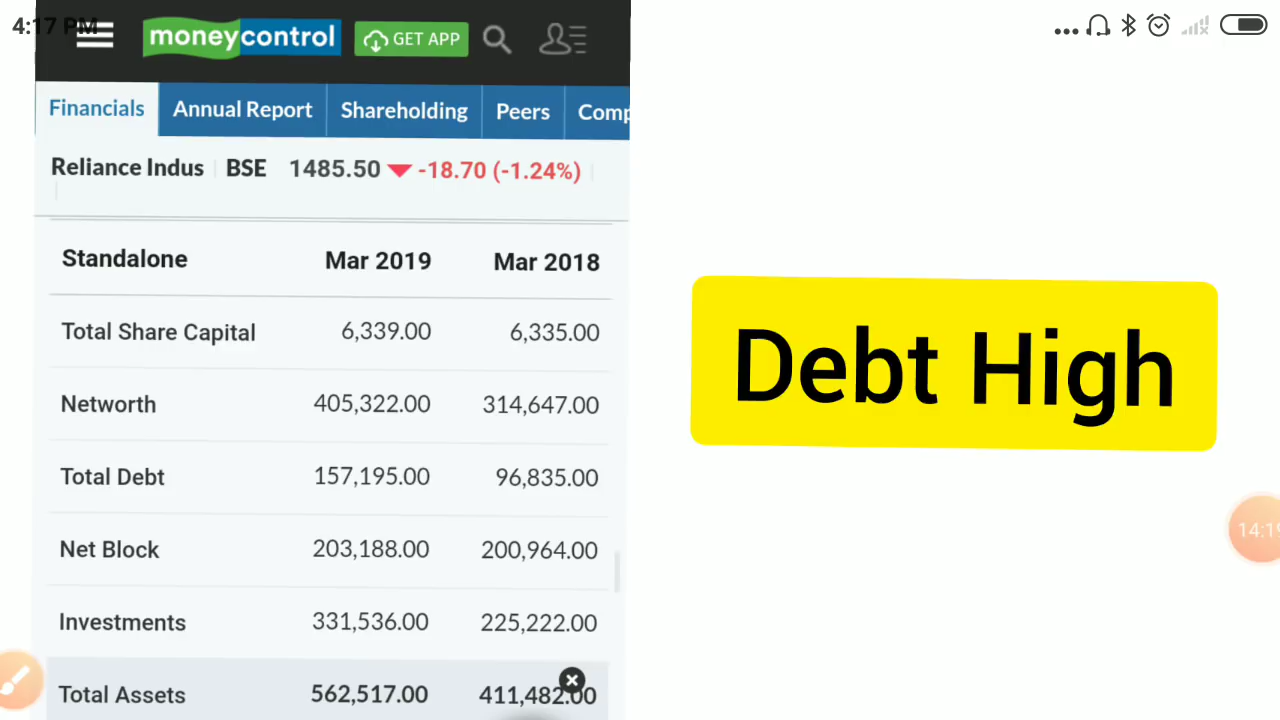 4:17 PM
moneycontrol
GET APP
Financials Annual Report Shareholding Peers Comp
Reliance Indus BSE 1485.50 -18.70 (-1.24%)
Standalone Mar 2019 Mar 2018
Total Share Capital 6,339.00 6,335.00
Networth 405,322.00 314,647.00
Total Debt 157,195.00 96,835.00
Net Block 203,188.00 200,964.00
Investments 331,536.00 225,222.00
Total Assets 562,517.00 411,482.00
Debt High
14:19